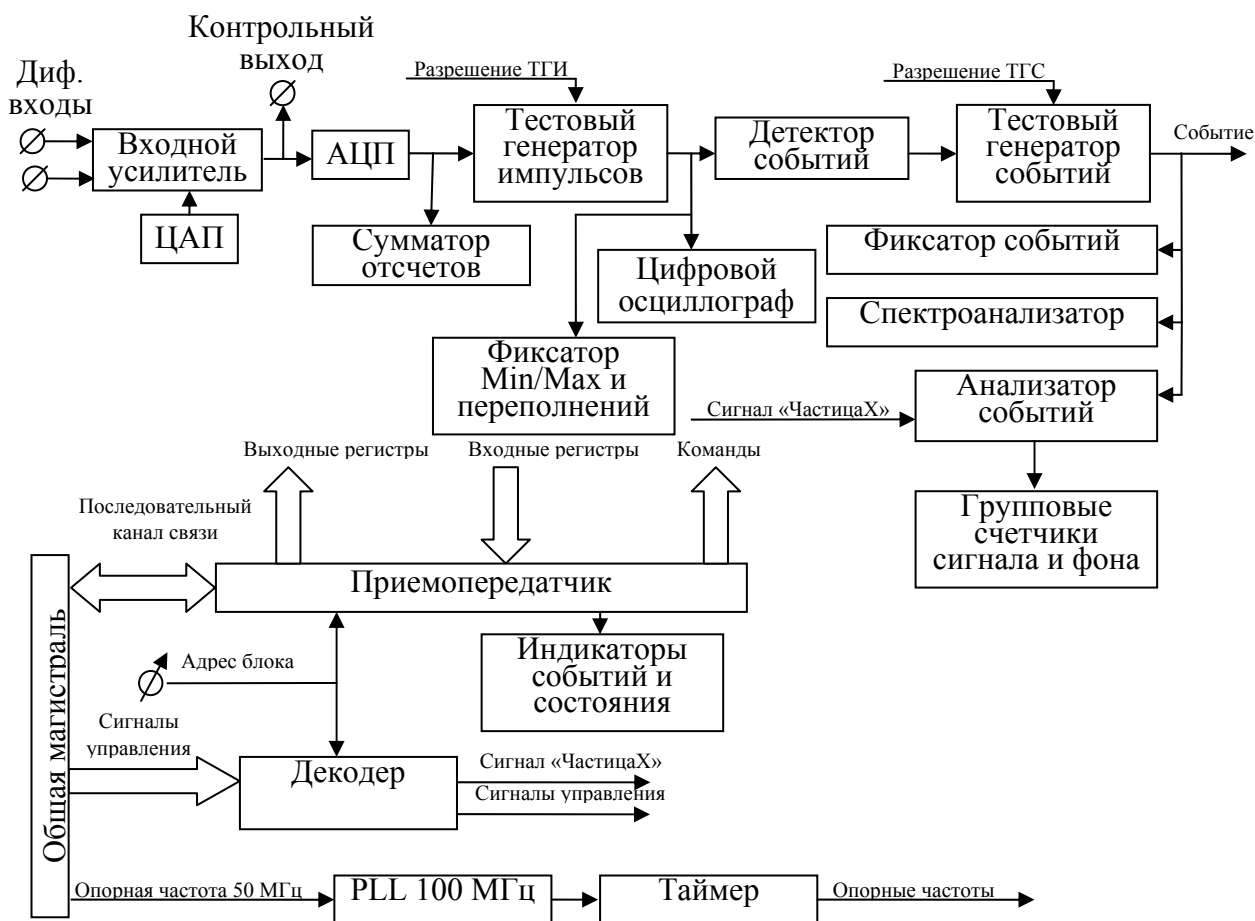 Контрольный
выход
Диф.
входы
Разрешение ТГИ
Разрешение ТГС
Входной
усилитель
АЦП
Тестовый
генератор
импульсов
Детектор
событий
Тестовый
генератор
событий
Событие
ЦАП
Сумматор
отсчетов
Цифровой
осциллограф
Фиксатор событий
Спектроанализатор
Фиксатор
Min/Max и
переполнений
Сигнал «ЧастицаХ»
Анализатор
событий
Выходные регистры
Входные регистры
Команды
Групповые
счетчики
сигнала и фона
Последовательный
канал связи
Приемопередатчик
Общая магистраль
Адрес блока
Индикаторы
событий и
состояния
Сигналы
управления
Декодер
Сигнал «ЧастицаХ»
Сигналы управления
Опорная частота 50 МГц
PLL 100 МГц
Таймер
Опорные частоты